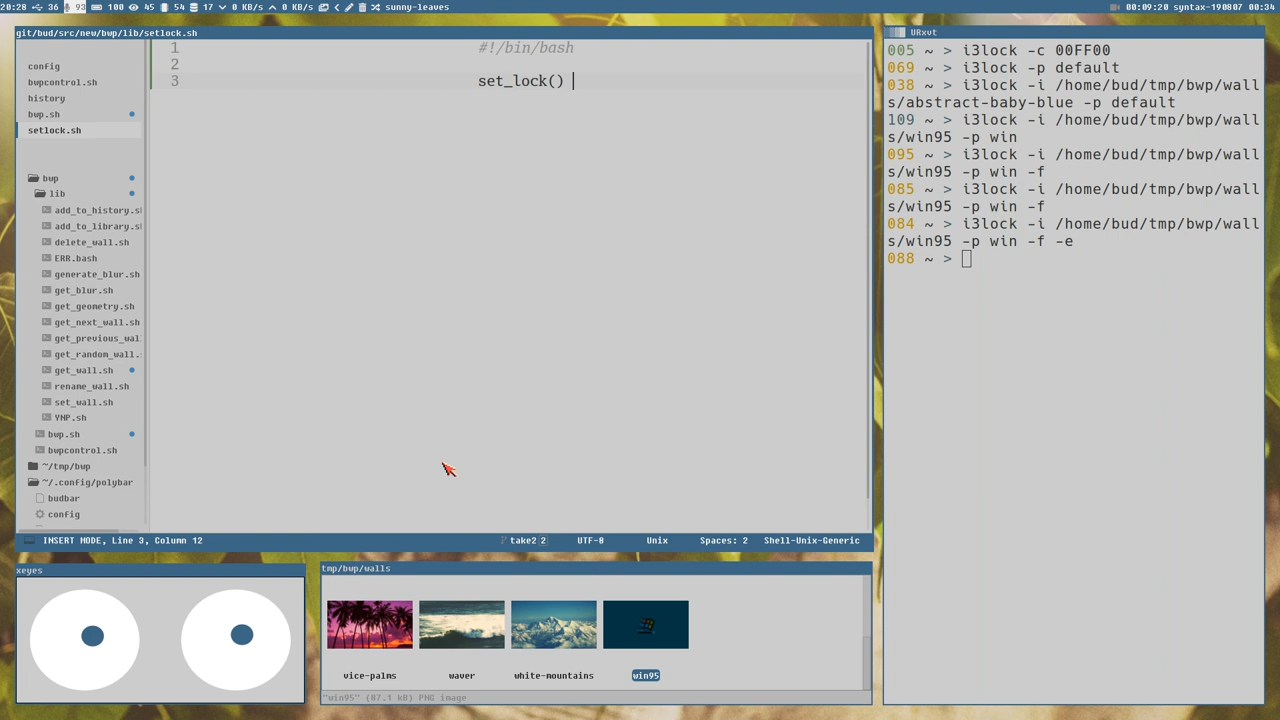 20:28 36 93 100 45 54 17 0 KB/s 0 KB/s sunny-leaves 00:09:20 syntax-190807 00:34
git/bud/src/new/bwp/lib/setlock.sh
config
bwpcontrol.sh
history
bwp.sh
setlock.sh
bwp
lib
add_to_history.s
add_to_library.s
delete_wall.sh
ERR.bash
generate_blur.sh
get_blur.sh
get_geometry.sh
get_next_wall.sh
get_previous_wal
get_random_wall.
get_wall.sh
rename_wall.sh
set_wall.sh
YNP.sh
bwp.sh
bwpcontrol.sh
~/tmp/bwp
~/.config/polybar
budbar
config
1 #!/bin/bash
2
3 set_lock()
INSERT MODE, Line 3, Column 12 take2 2 UTF-8 Unix Spaces: 2 Shell-Unix-Generic
URxvt
005 ~ > i3lock -c 00FF00
069 ~ > i3lock -p default
038 ~ > i3lock -i /home/bud/tmp/bwp/wall
s/abstract-baby-blue -p default
109 ~ > i3lock -i /home/bud/tmp/bwp/wall
s/win95 -p win
095 ~ > i3lock -i /home/bud/tmp/bwp/wall
s/win95 -p win -f
085 ~ > i3lock -i /home/bud/tmp/bwp/wall
s/win95 -p win -f
084 ~ > i3lock -i /home/bud/tmp/bwp/wall
s/win95 -p win -f -e
088 ~ >
xeyes
tmp/bwp/walls
vice-palms waver white-mountains win95
"win95" (87.1 kB) PNG image